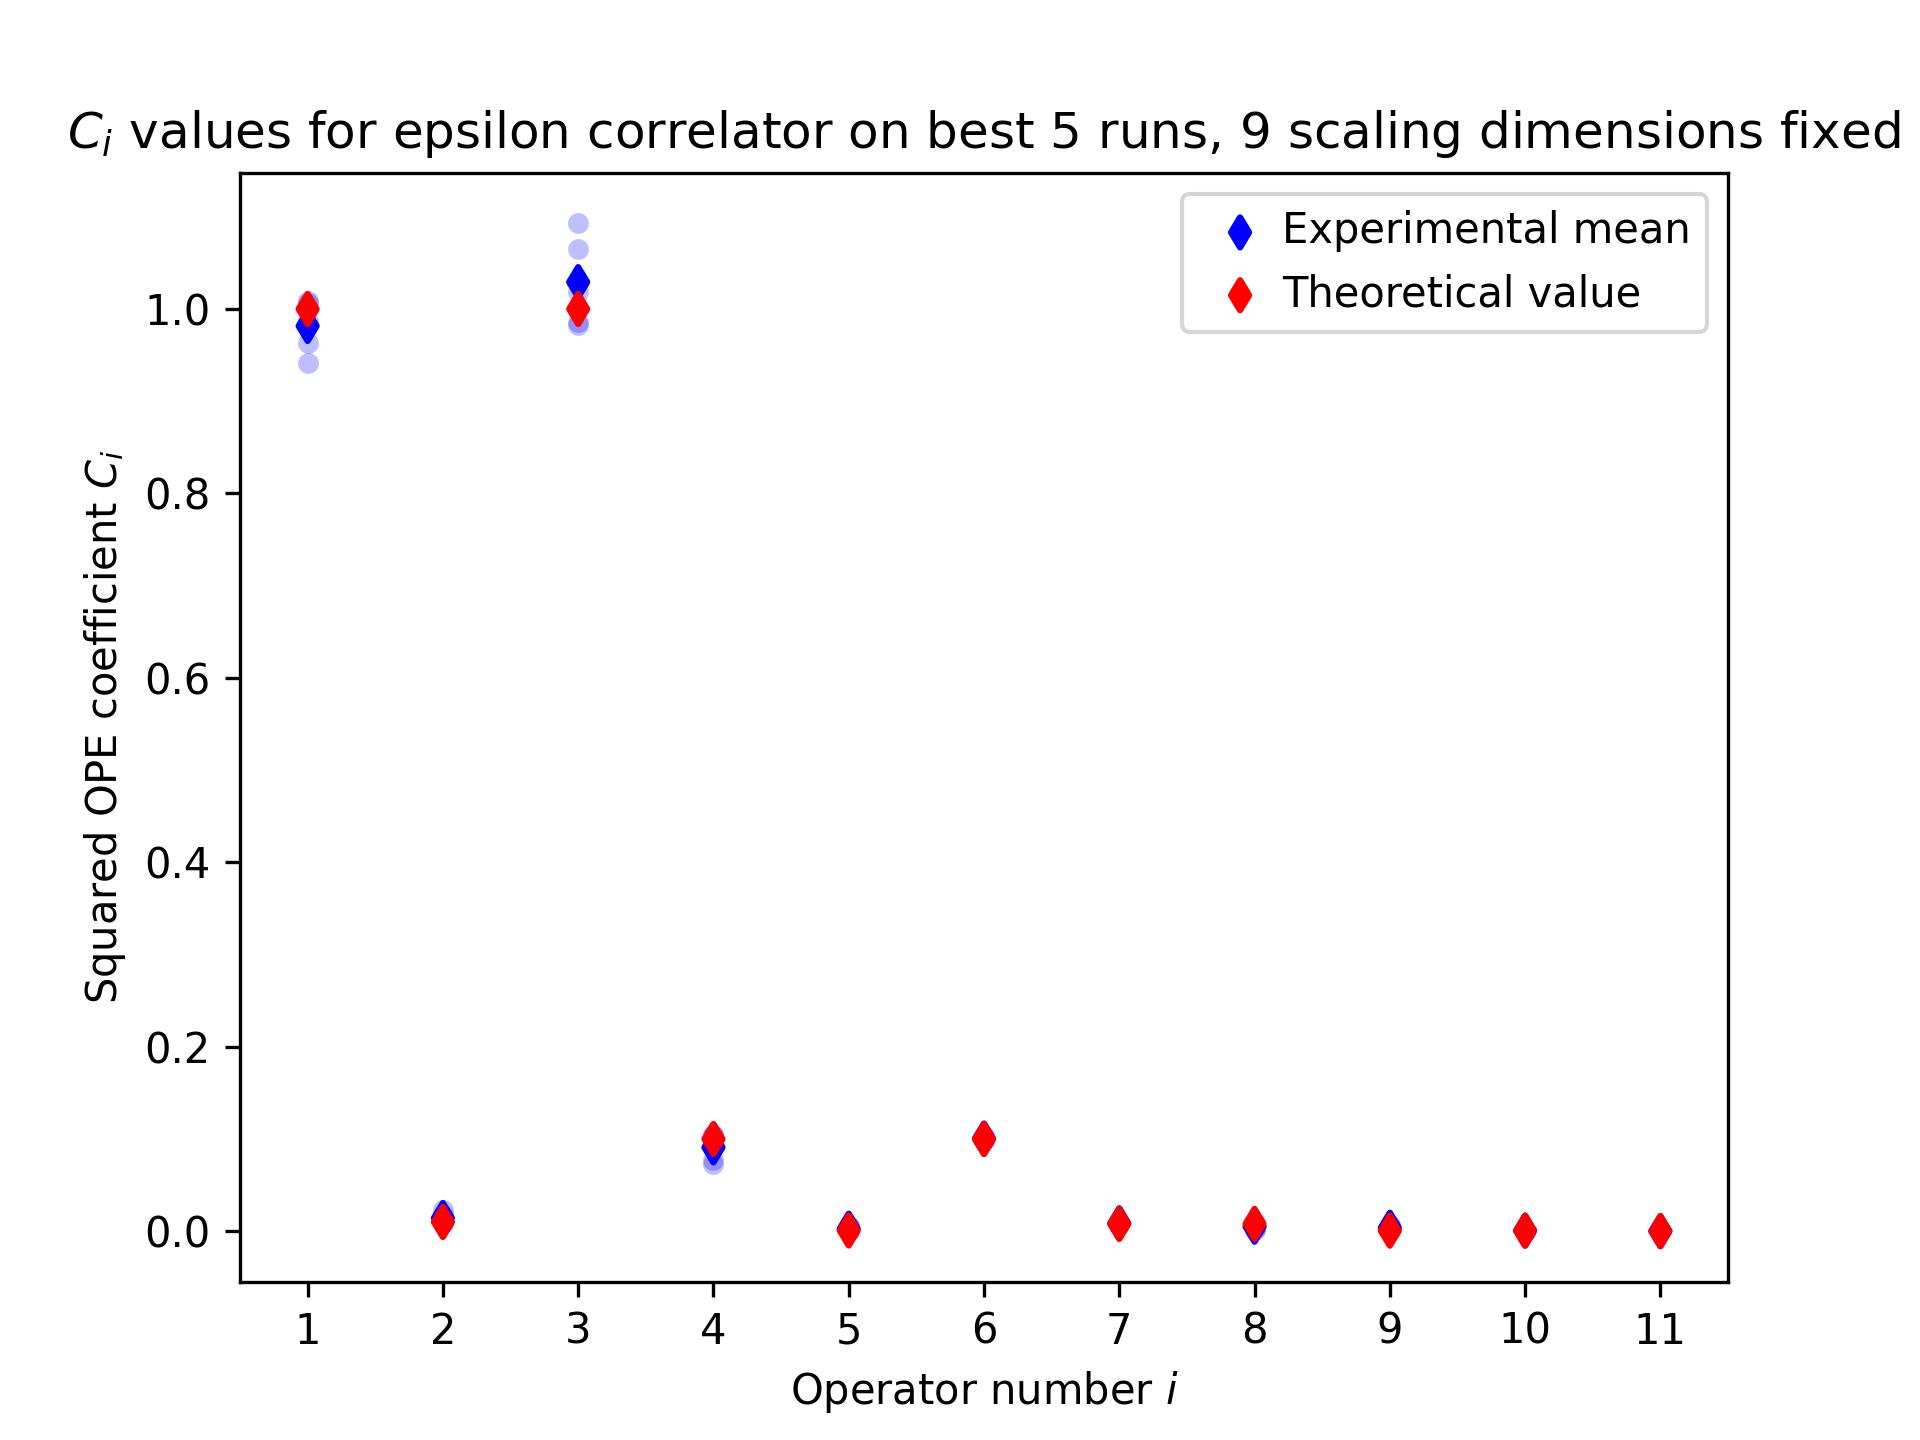 C_i values for epsilon correlator on best 5 runs, 9 scaling dimensions fixed
Experimental mean
Theoretical value
Squared OPE coefficient C_i
1.0
0.8
0.6
0.4
0.2
0.0
1 2 3 4 5 6 7 8 9 10 11
Operator number i